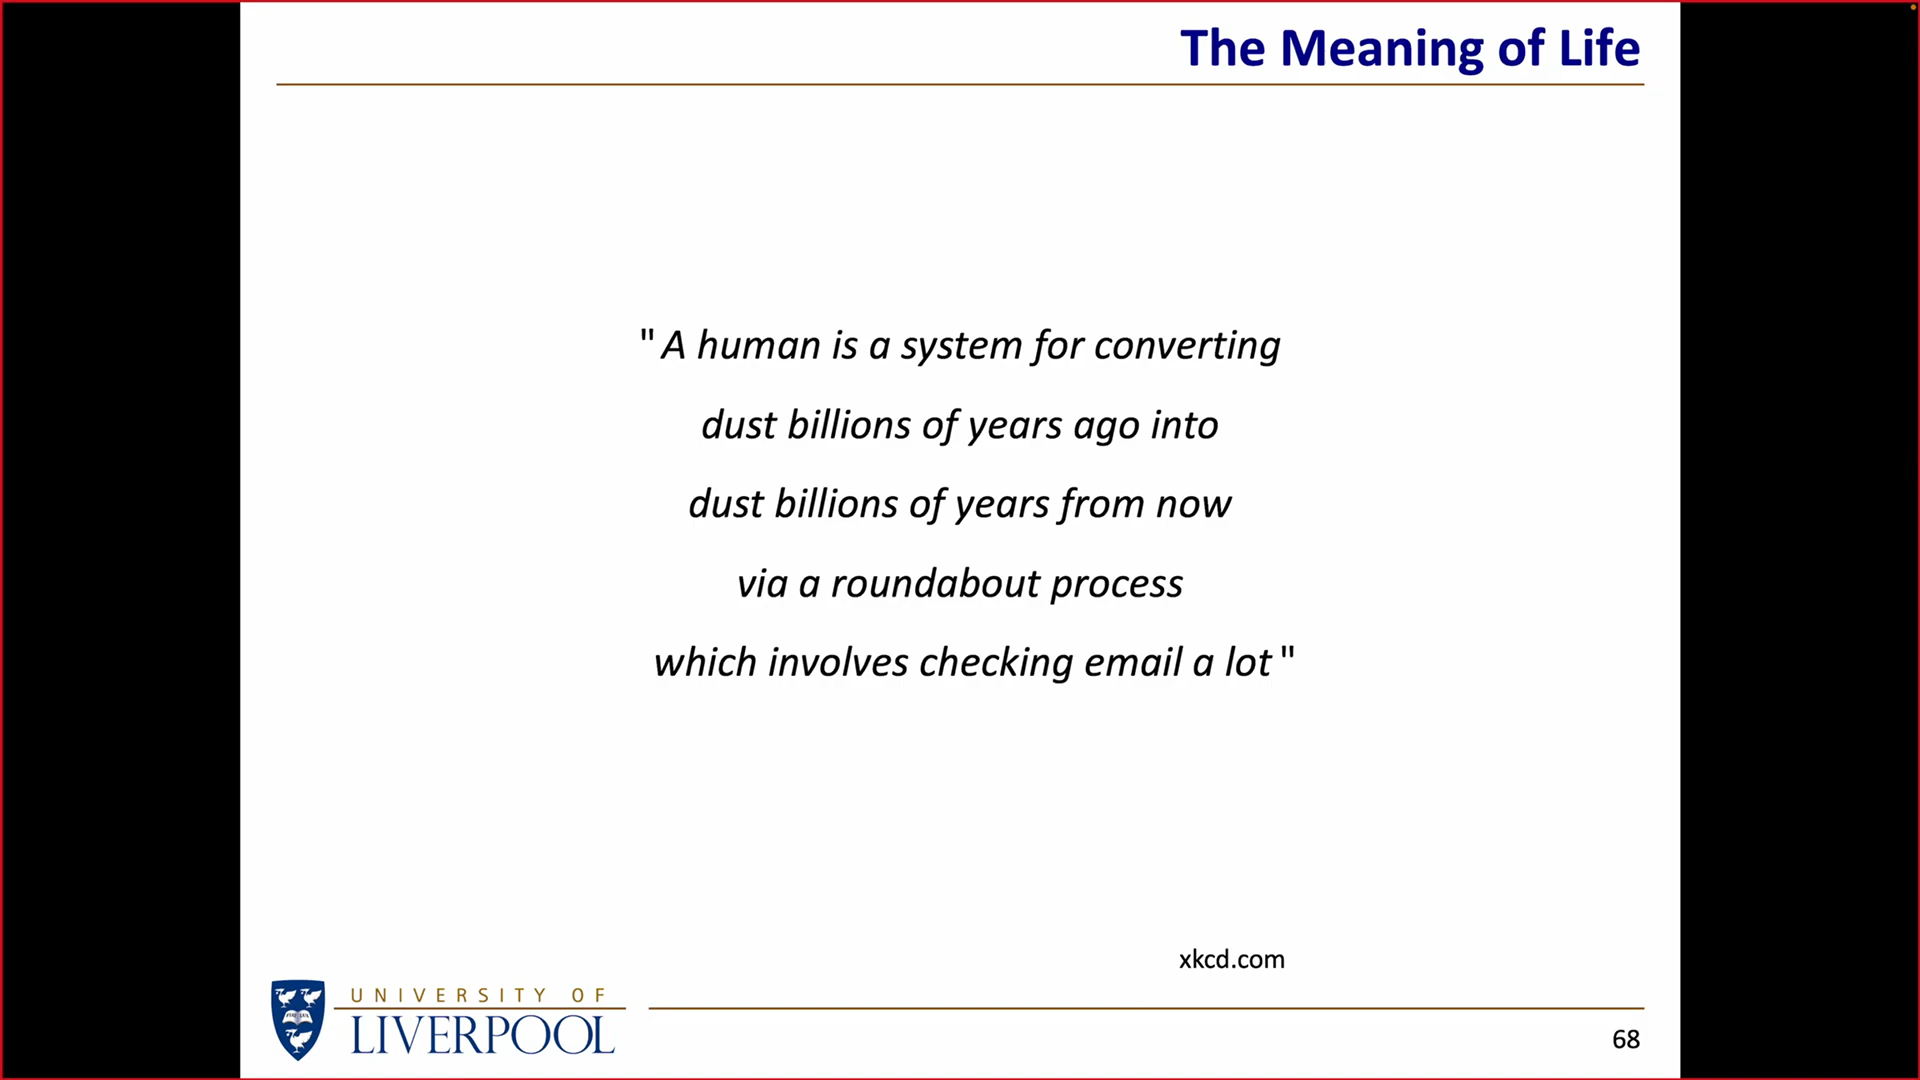 The Meaning of Life
"A human is a system for converting
dust billions of years ago into
dust billions of years from now
via a roundabout process
which involves checking email a lot"
xkcd.com
UNIVERSITY OF
LIVERPOOL
68